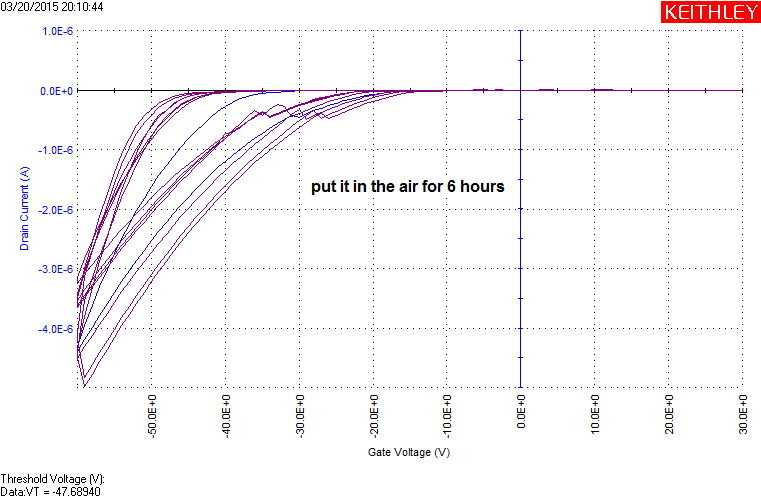 03/20/2015 20:10:44
KEITHLEY
1.0E-6
0.0E+0
-1.0E-6
-2.0E-6
-3.0E-6
-4.0E-6
Drain Current (A)
put it in the air for 6 hours
-50.0E+0
-40.0E+0
-30.0E+0
-20.0E+0
-10.0E+0
0.0E+0
10.0E+0
20.0E+0
30.0E+0
Gate Voltage (V)
Threshold Voltage (V):
Data:VT = -47.68940